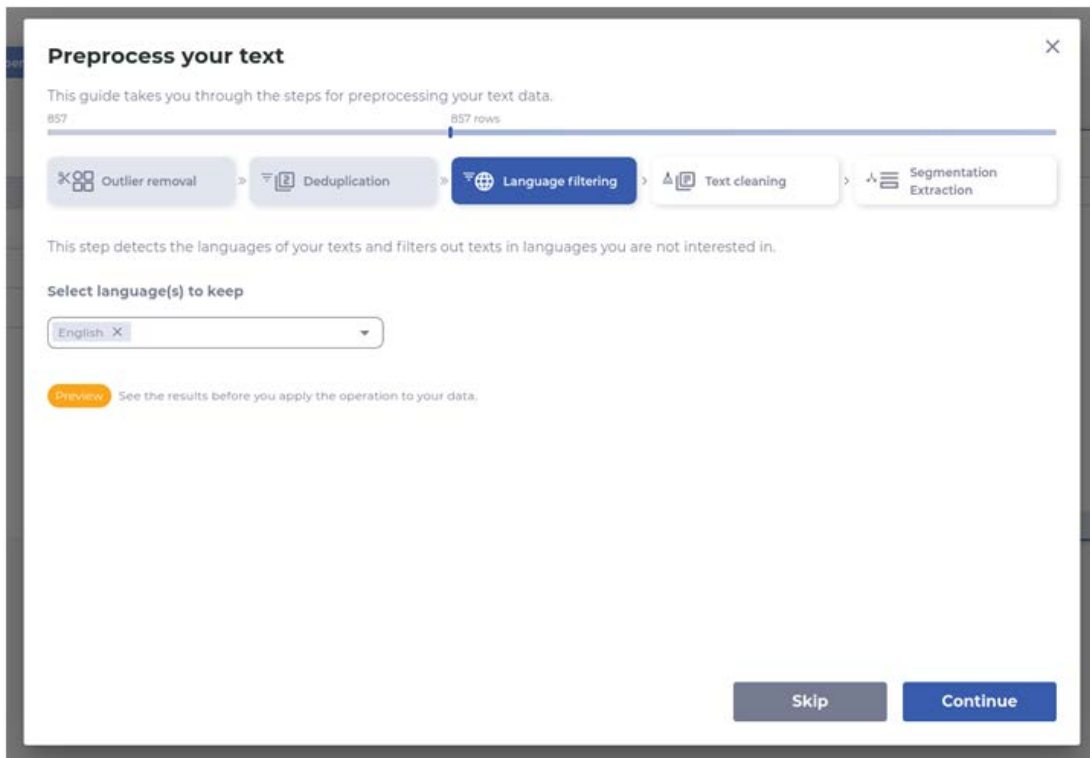 Preprocess your text
This guide takes you through the steps for preprocessing your text data.
857
857 rows
Outlier removal
Deduplication
Language filtering
Text cleaning
Segmentation
Extraction
This step detects the languages of your texts and filters out texts in languages you are not interested in.
Select language(s) to keep
English
Preview
See the results before you apply the operation to your data.
Skip
Continue